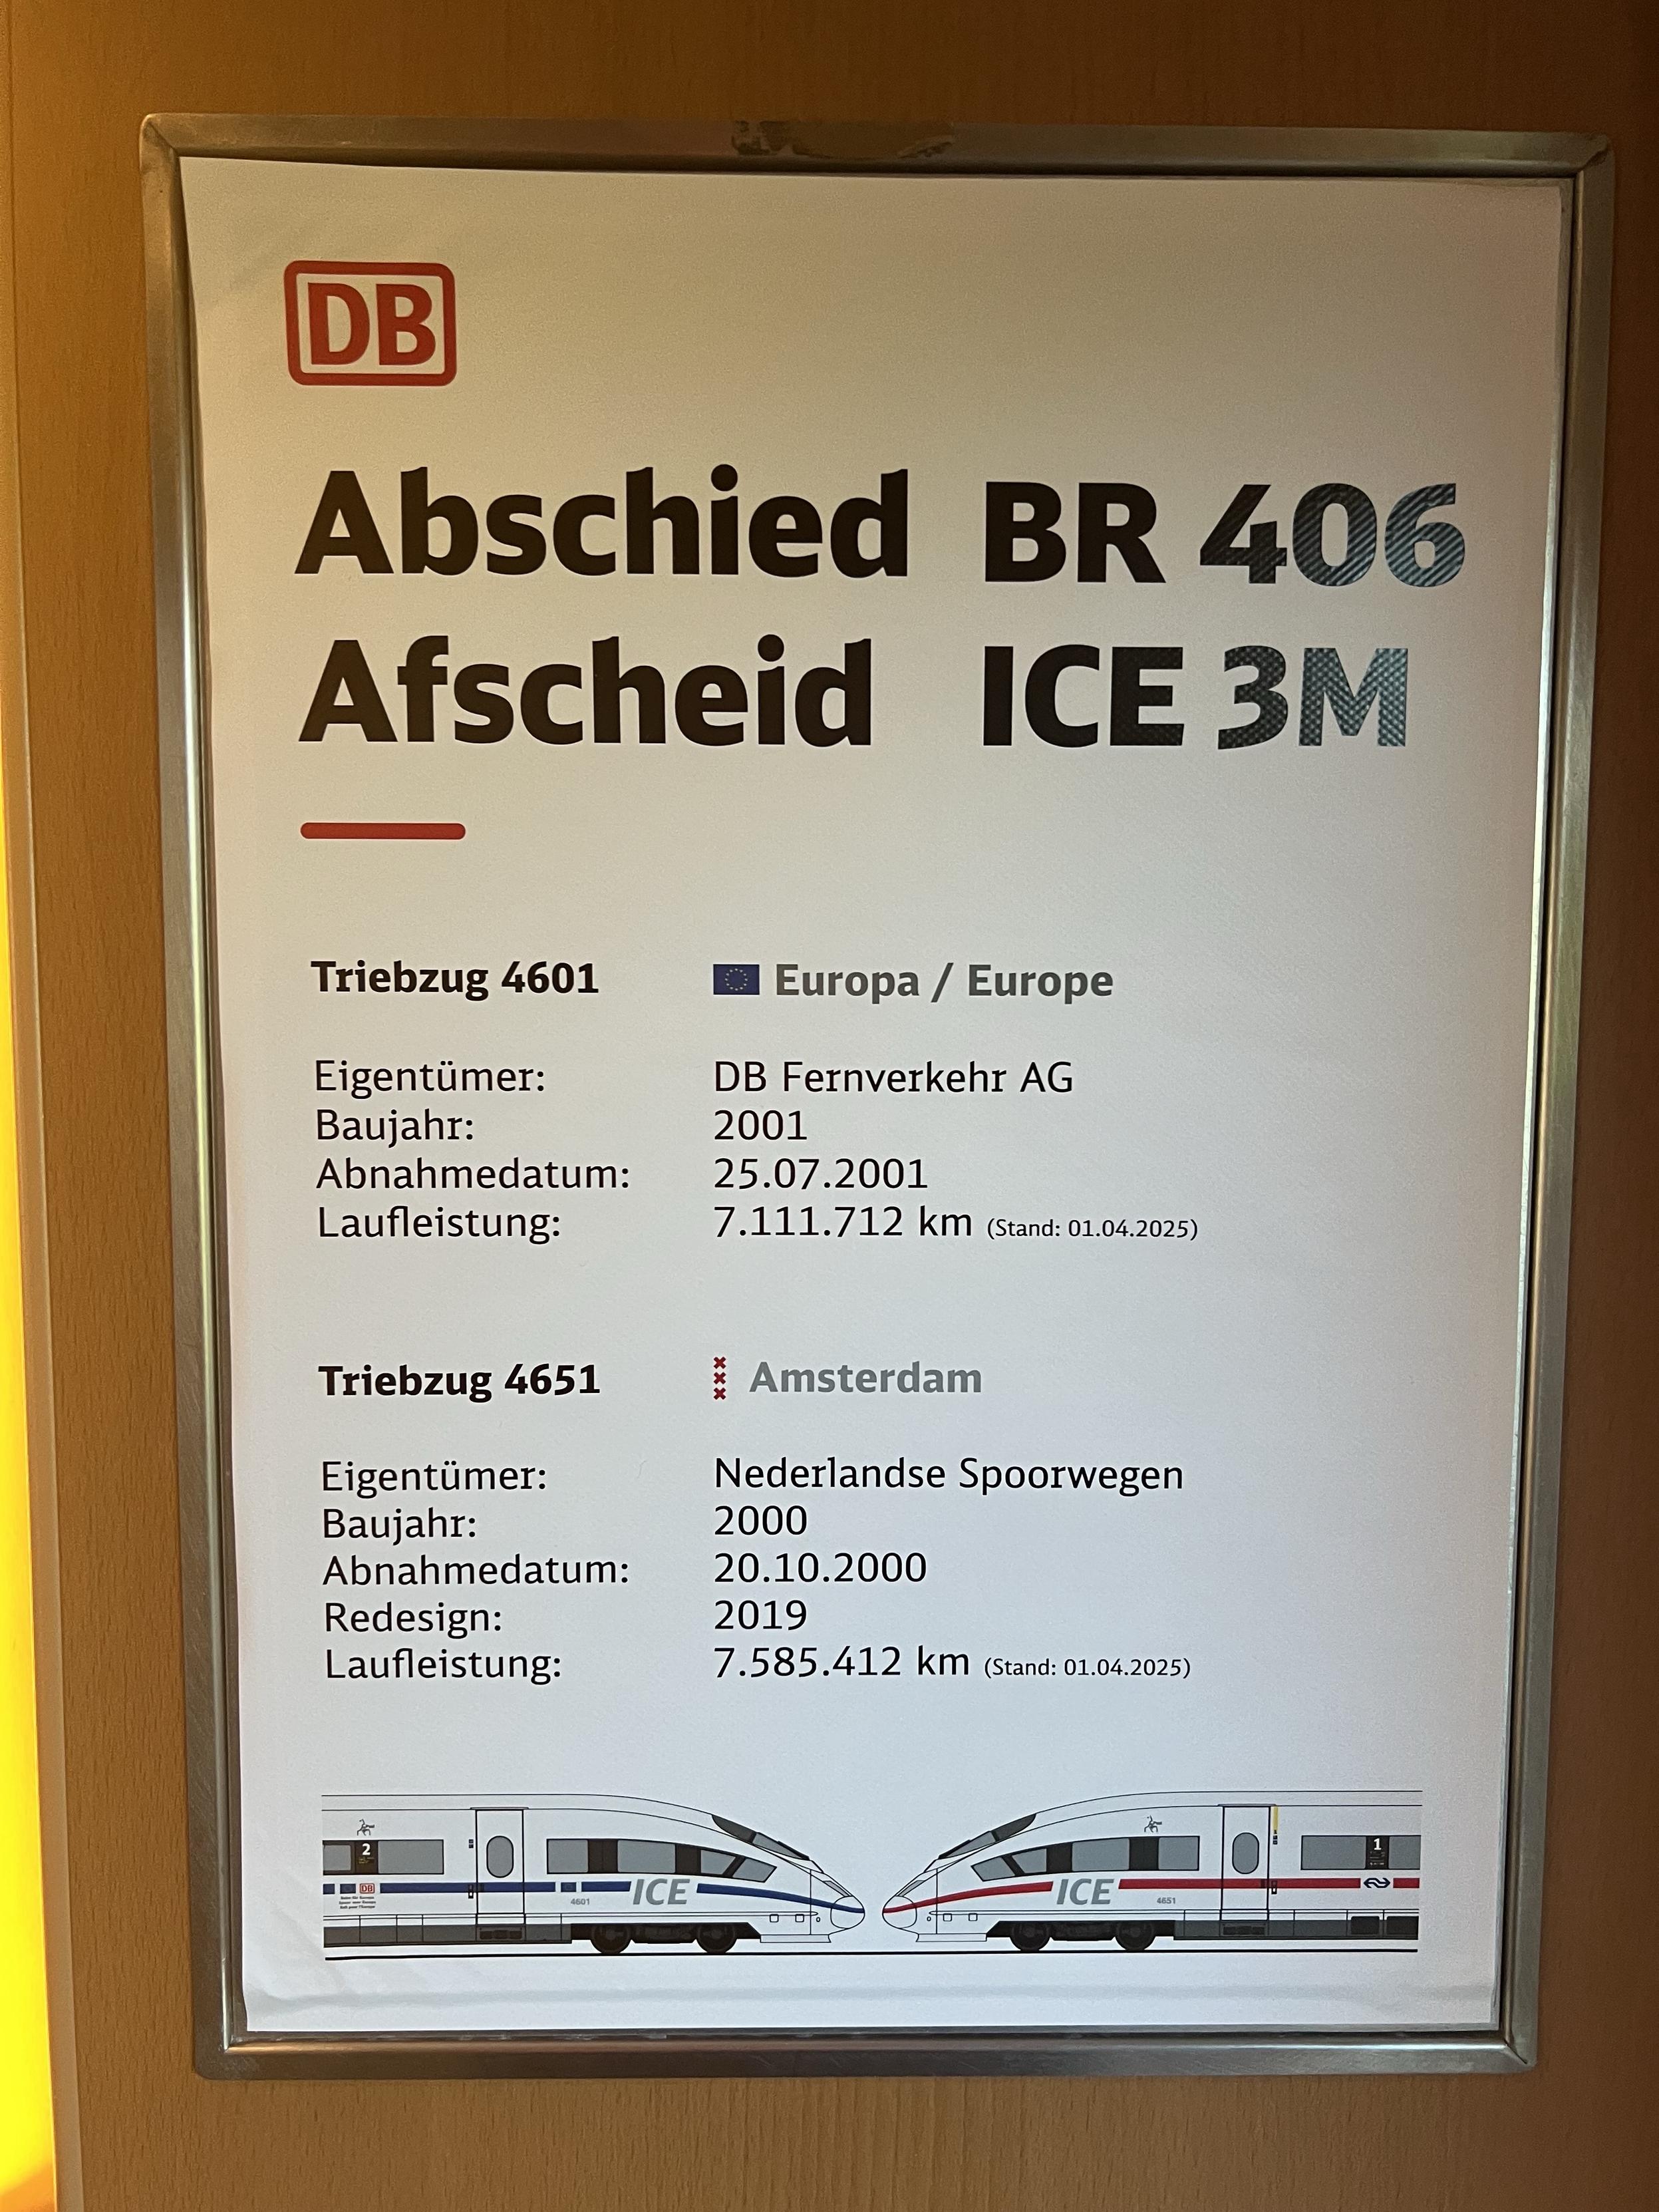 DB
Abschied BR 406
Afscheid ICE 3M
Triebzug 4601 Europa / Europe
Eigentümer: DB Fernverkehr AG
Baujahr: 2001
Abnahmedatum: 25.07.2001
Laufleistung: 7.111.712 km (Stand: 01.04.2025)
Triebzug 4651 Amsterdam
Eigentümer: Nederlandse Spoorwegen
Baujahr: 2000
Abnahmedatum: 20.10.2000
Redesign: 2019
Laufleistung: 7.585.412 km (Stand: 01.04.2025)
2 1
DB
4601 ICE ICE 4651